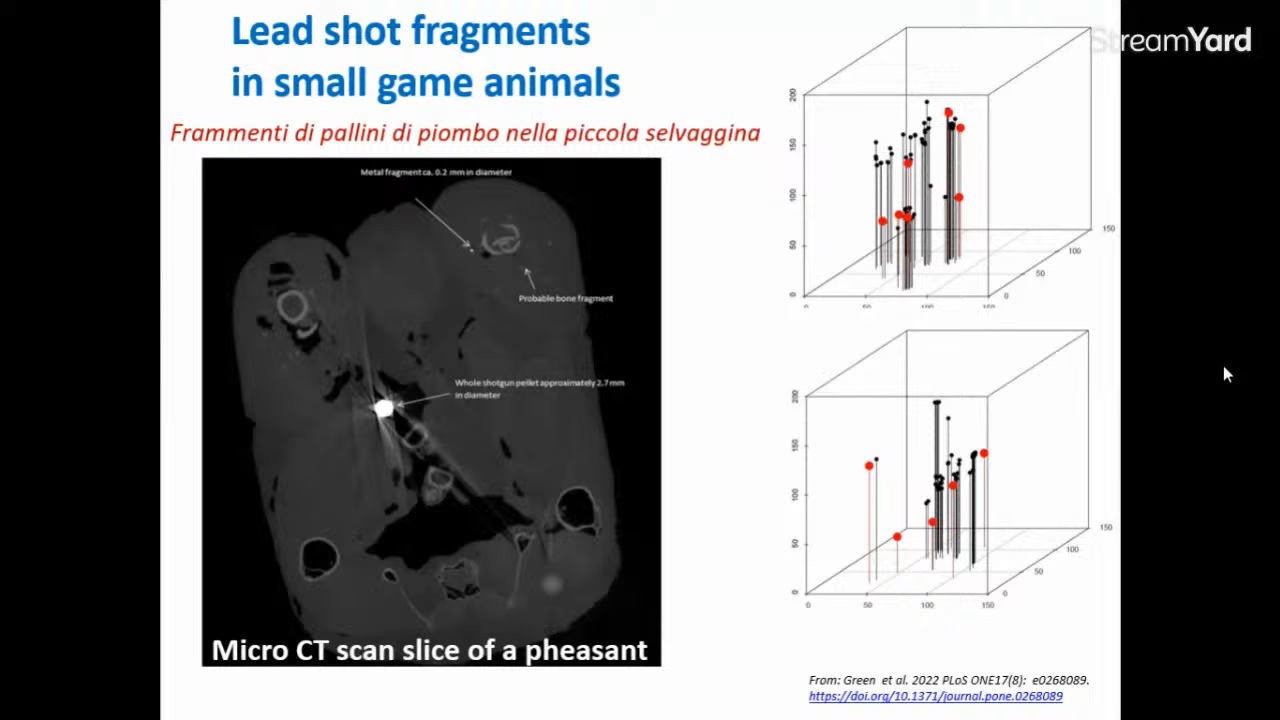 Lead shot fragments
in small game animals
Frammenti di pallini di piombo nella piccola selvaggina
StreamYard
Metal fragment ca. 0.2 mm in diameter
Probable bone fragment
Whole shotgun pellet approximately 2.7 mm
in diameter
Micro CT scan slice of a pheasant
200
150
100
50
0
0
50
150
0
50
100
150
200
150
100
50
0
0
50
100
150
0
50
100
150
From: Green et al. 2022 PLoS ONE17(8): e0268089.
https://doi.org/10.1371/journal.pone.0268089